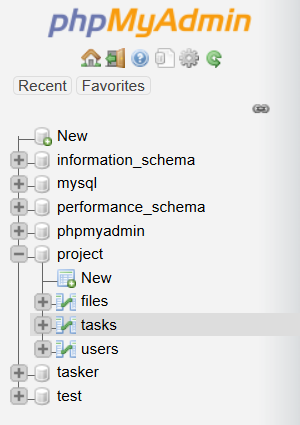 phpMyAdmin
Recent Favorites
New
information_schema
mysql
performance_schema
phpmyadmin
project
New
files
tasks
users
tasker
test